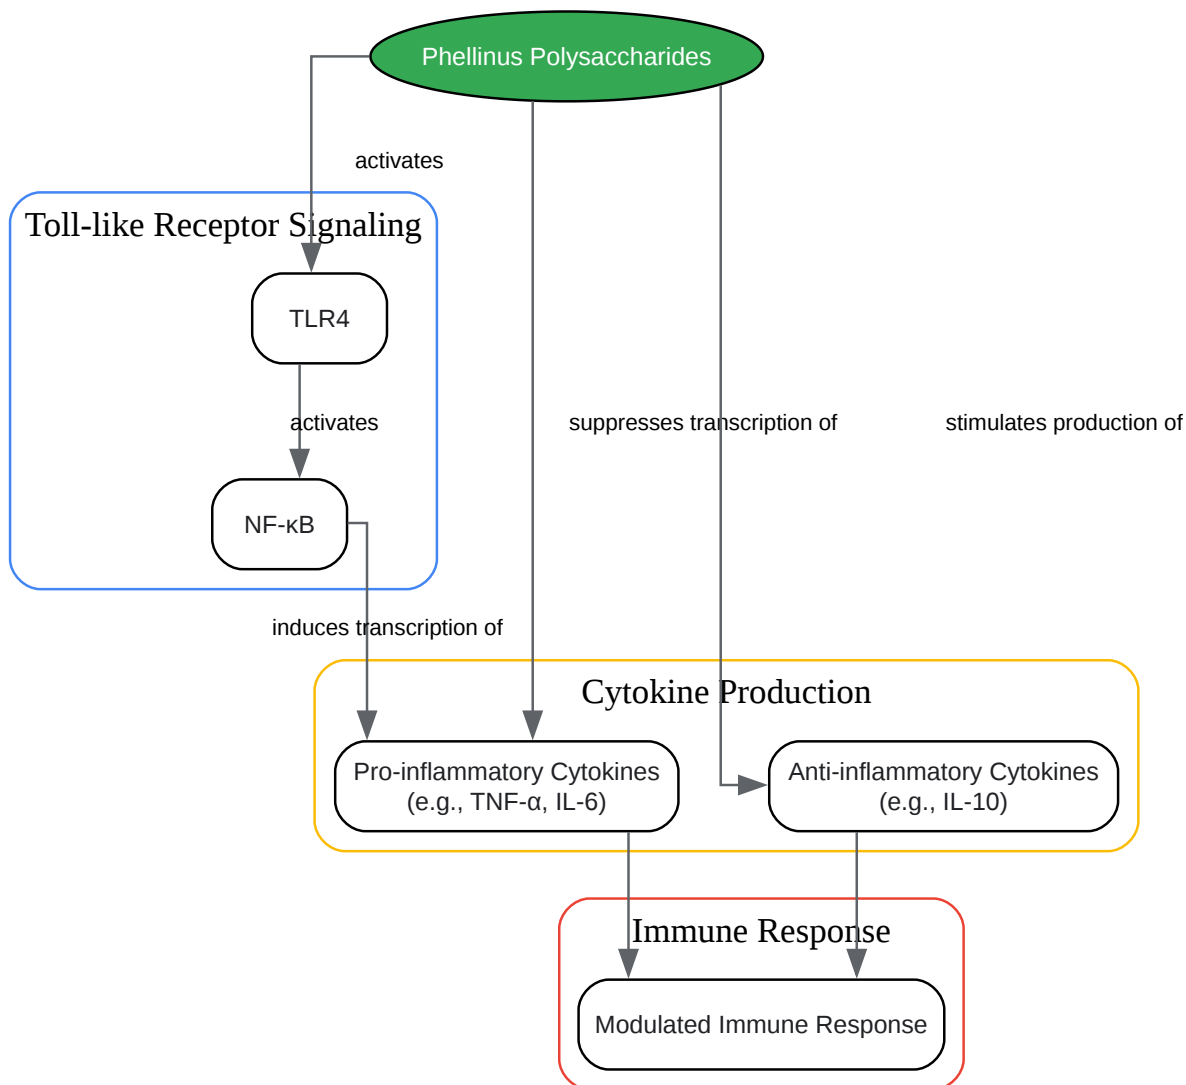 Phellinus Polysaccharides
activates
Toll-like Receptor Signaling
TLR4
activates
suppresses transcription of
stimulates production of
NF-κB
induces transcription of
Cytokine Production
Pro-inflammatory Cytokines
(e.g., TNF-α, IL-6)
Anti-inflammatory Cytokines
(e.g., IL-10)
Immune Response
Modulated Immune Response